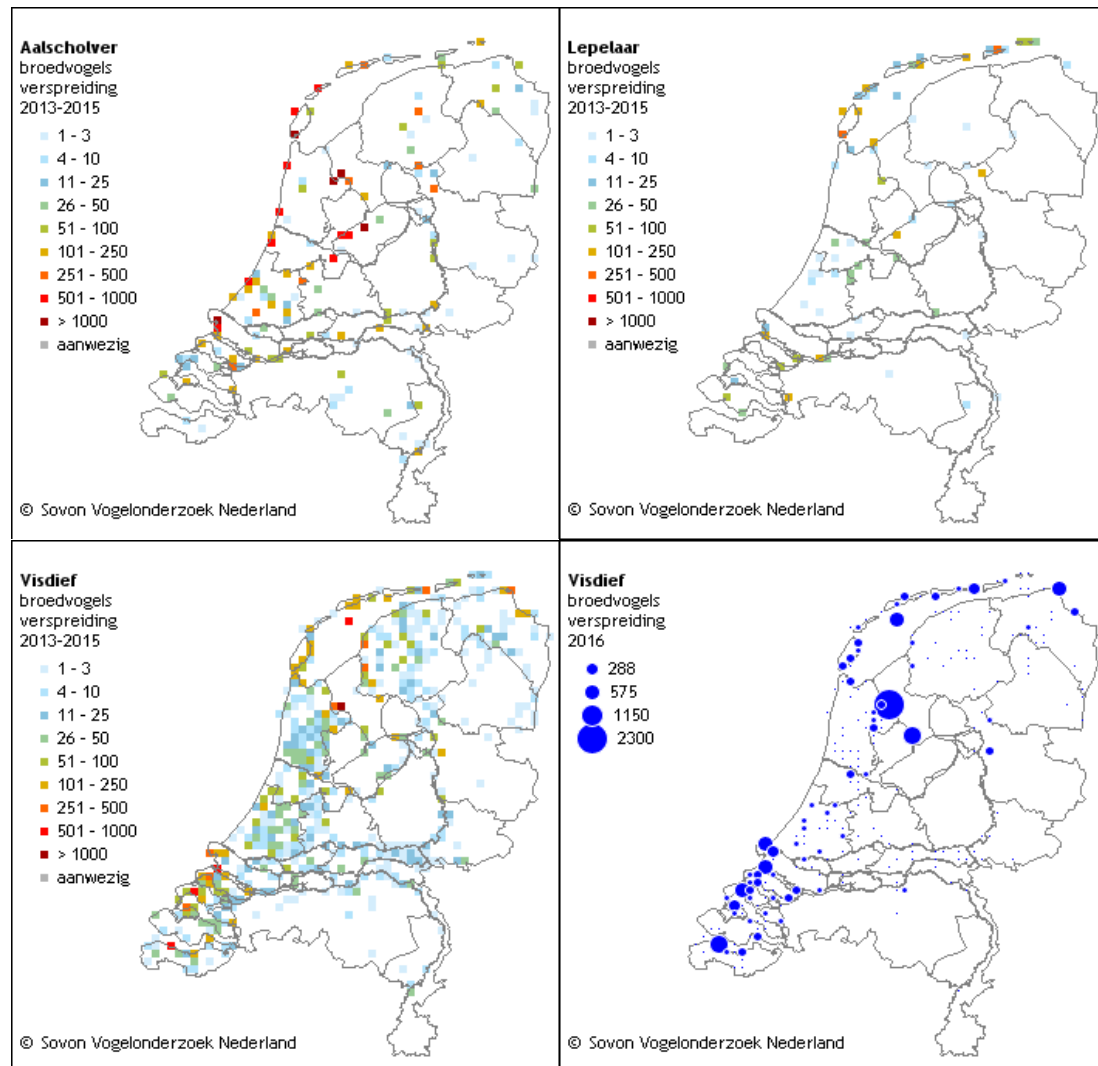 Aalscholver
broedvogels
verspreiding
2013-2015
1 - 3
4 - 10
11 - 25
26 - 50
51 - 100
101 - 250
251 - 500
501 - 1000
> 1000
aanwezig
© Sovon Vogelonderzoek Nederland
Lepelaar
broedvogels
verspreiding
2013-2015
1 - 3
4 - 10
11 - 25
26 - 50
51 - 100
101 - 250
251 - 500
501 - 1000
> 1000
aanwezig
© Sovon Vogelonderzoek Nederland
Visdief
broedvogels
verspreiding
2013-2015
1 - 3
4 - 10
11 - 25
26 - 50
51 - 100
101 - 250
251 - 500
501 - 1000
> 1000
aanwezig
© Sovon Vogelonderzoek Nederland
Visdief
broedvogels
verspreiding
2016
288
575
1150
2300
© Sovon Vogelonderzoek Nederland